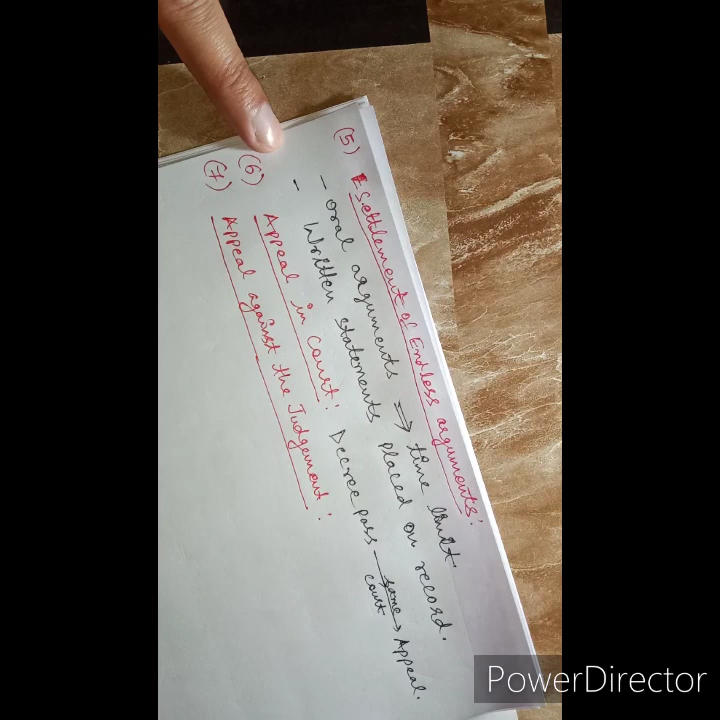 (5) Settlement of Endless arguments:
- Oral arguments ⇒ time limit.
- Written statements placed on record.
(6) Appeal in court: Decree pass — same court → Appeal.
(7) Appeal against the Judgement:
PowerDirector